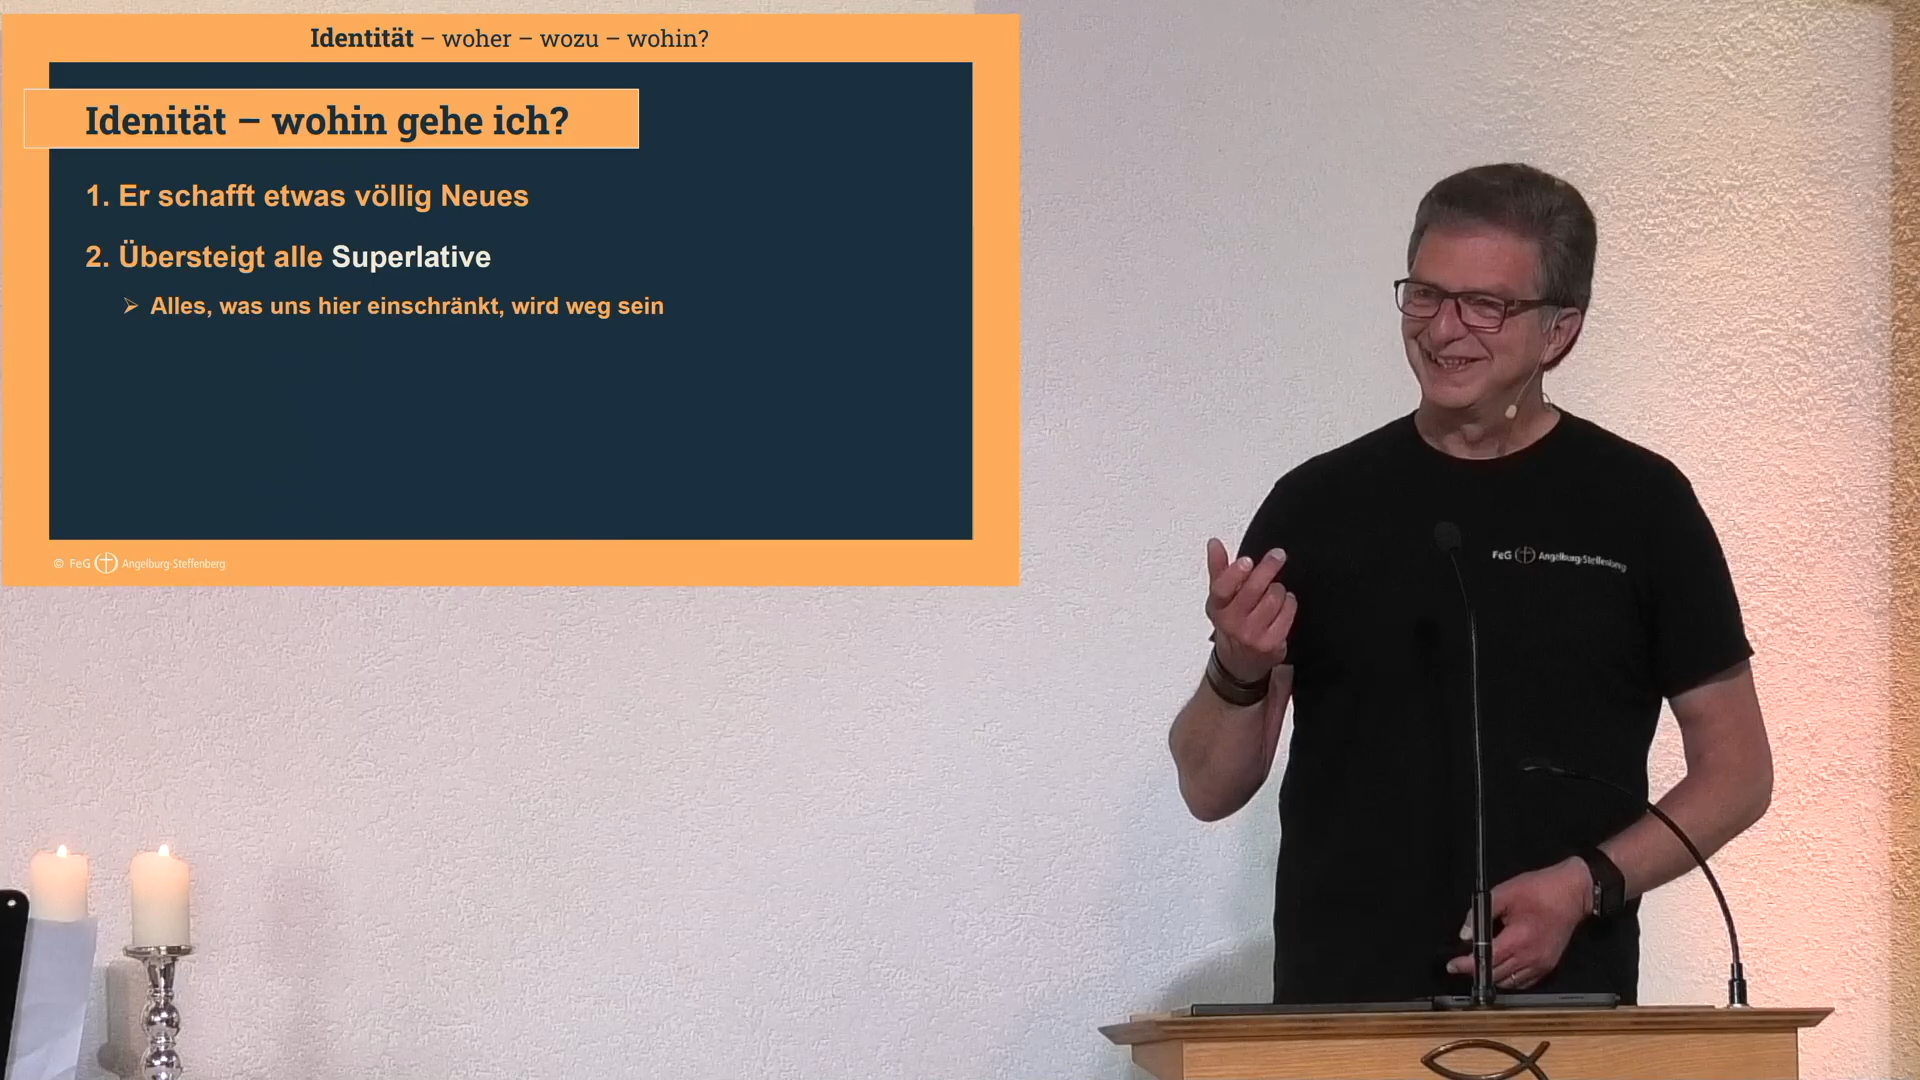 Identität – woher – wozu – wohin?
Idenität – wohin gehe ich?
1. Er schafft etwas völlig Neues
2. Übersteigt alle Superlative
➢ Alles, was uns hier einschränkt, wird weg sein
© FeG Angelburg-Steffenberg
FeG Angelburg-Steffenberg